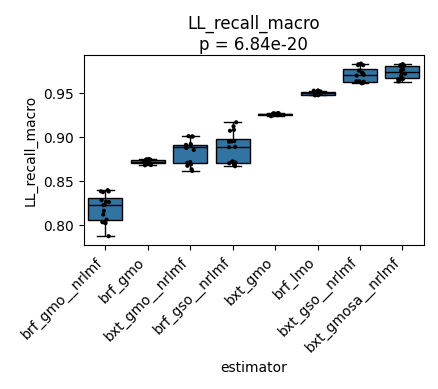 LL_recall_macro
p = 6.84e-20
LL_recall_macro
0.95
0.90
0.85
0.80
brf_gmo__nrlmf
brf_gmo
bxt_gmo__nrlmf
brf_gso__nrlmf
bxt_gmo
brf_lmo
bxt_gso__nrlmf
bxt_gmosa__nrlmf
estimator